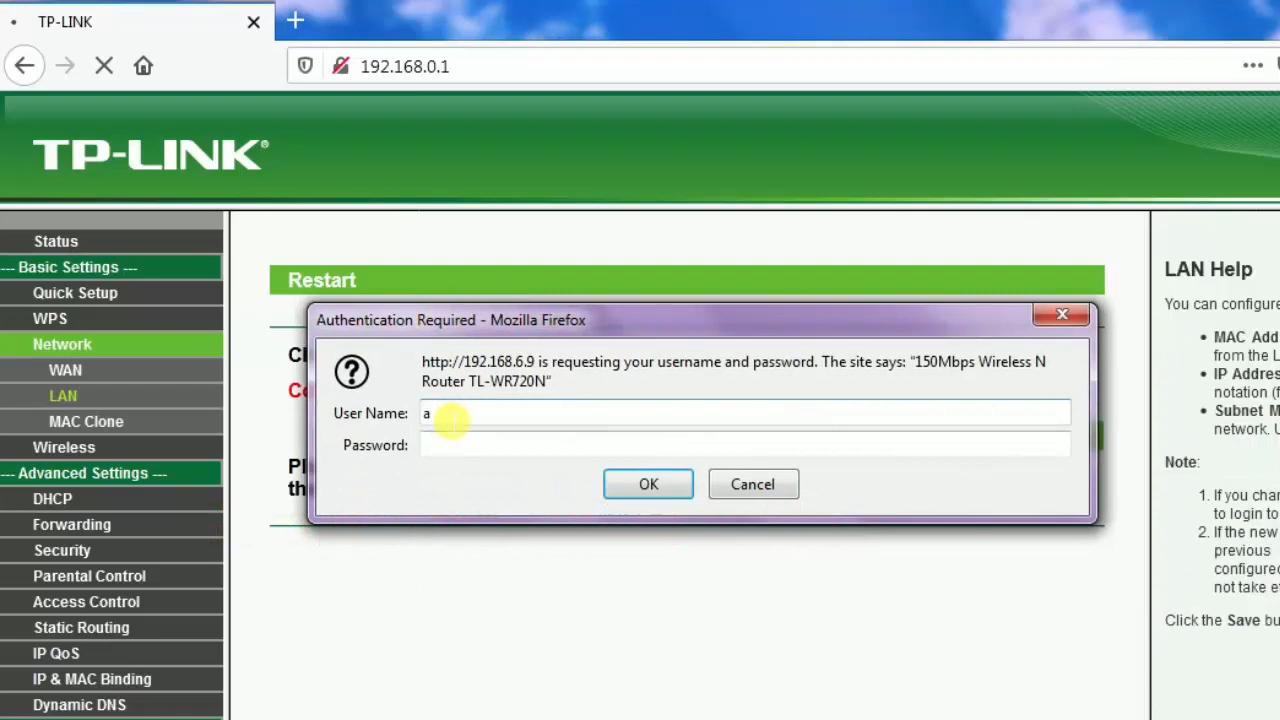 TP-LINK
192.168.0.1
TP-LINK®
Status
--- Basic Settings ---
Quick Setup
WPS
Network
WAN
LAN
MAC Clone
Wireless
--- Advanced Settings ---
DHCP
Forwarding
Security
Parental Control
Access Control
Static Routing
IP QoS
IP & MAC Binding
Dynamic DNS
Restart
Authentication Required - Mozilla Firefox
http://192.168.6.9 is requesting your username and password. The site says: "150Mbps Wireless N
Router TL-WR720N"
User Name: a
Password:
OK Cancel
LAN Help
You can configure
• MAC Add
from the L
• IP Addres
notation (f
• Subnet M
network. U
Note:
1. If you chan
to login to
2. If the new
previous
configured
not take e
Click the Save bu